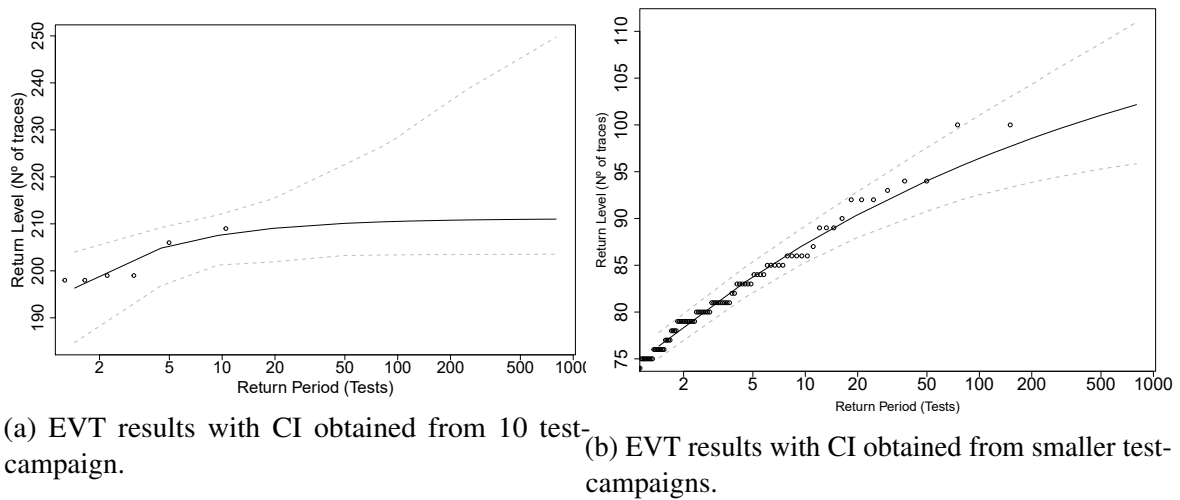 250
240
230
220
210
200
190
Return Level (Nº of traces)
2 5 10 20 50 100 200 500 100
Return Period (Tests)
(a) EVT results with CI obtained from 10 test-
campaign.
110
105
100
95
90
85
80
75
Return Level (Nº of traces)
2 5 10 20 50 100 200 500 1000
Return Period (Tests)
(b) EVT results with CI obtained from smaller test-
campaigns.